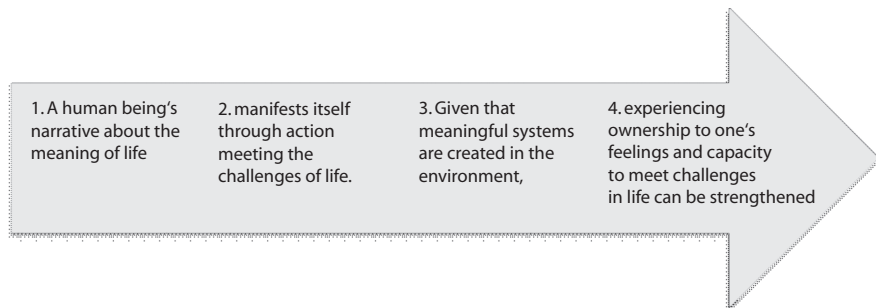 1. A human being's
narrative about the
meaning of life
2. manifests itself
through action
meeting the
challenges of life.
3. Given that
meaningful systems
are created in the
environment,
4. experiencing
ownership to one's
feelings and capacity
to meet challenges
in life can be strengthened